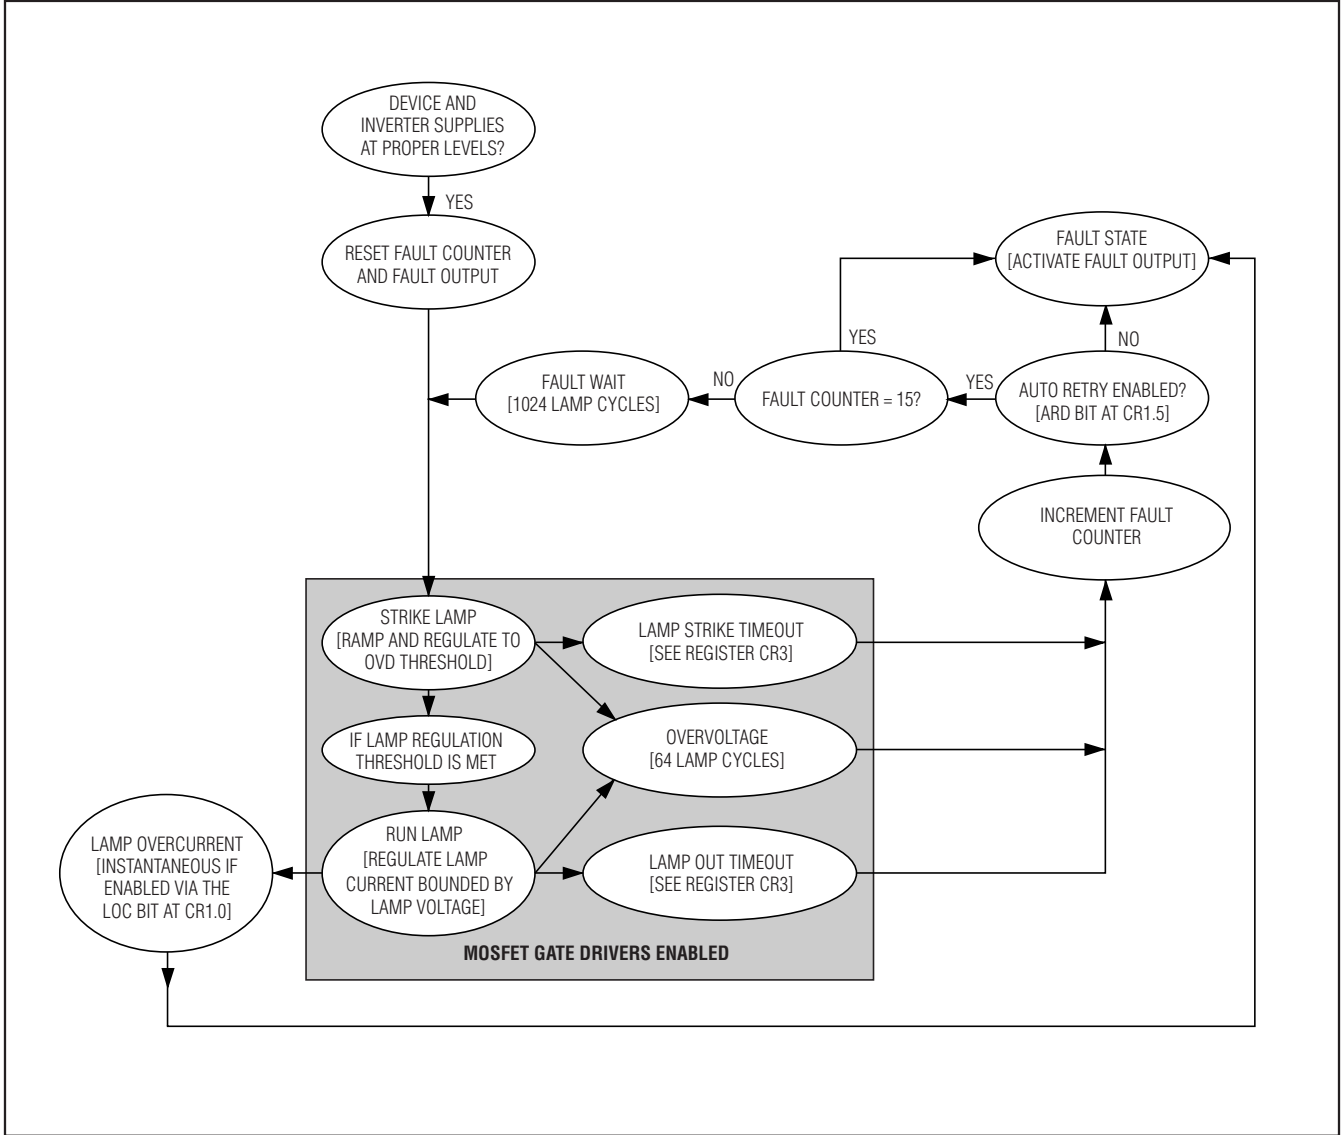 DEVICE AND
INVERTER SUPPLIES
AT PROPER LEVELS?
YES
RESET FAULT COUNTER
AND FAULT OUTPUT
FAULT STATE
[ACTIVATE FAULT OUTPUT]
YES
NO
FAULT WAIT
[1024 LAMP CYCLES]
NO
FAULT COUNTER = 15?
YES
AUTO RETRY ENABLED?
[ARD BIT AT CR1.5]
INCREMENT FAULT
COUNTER
STRIKE LAMP
[RAMP AND REGULATE TO
OVD THRESHOLD]
LAMP STRIKE TIMEOUT
[SEE REGISTER CR3]
IF LAMP REGULATION
THRESHOLD IS MET
OVERVOLTAGE
[64 LAMP CYCLES]
LAMP OVERCURRENT
[INSTANTANEOUS IF
ENABLED VIA THE
LOC BIT AT CR1.0]
RUN LAMP
[REGULATE LAMP
CURRENT BOUNDED BY
LAMP VOLTAGE]
LAMP OUT TIMEOUT
[SEE REGISTER CR3]
MOSFET GATE DRIVERS ENABLED